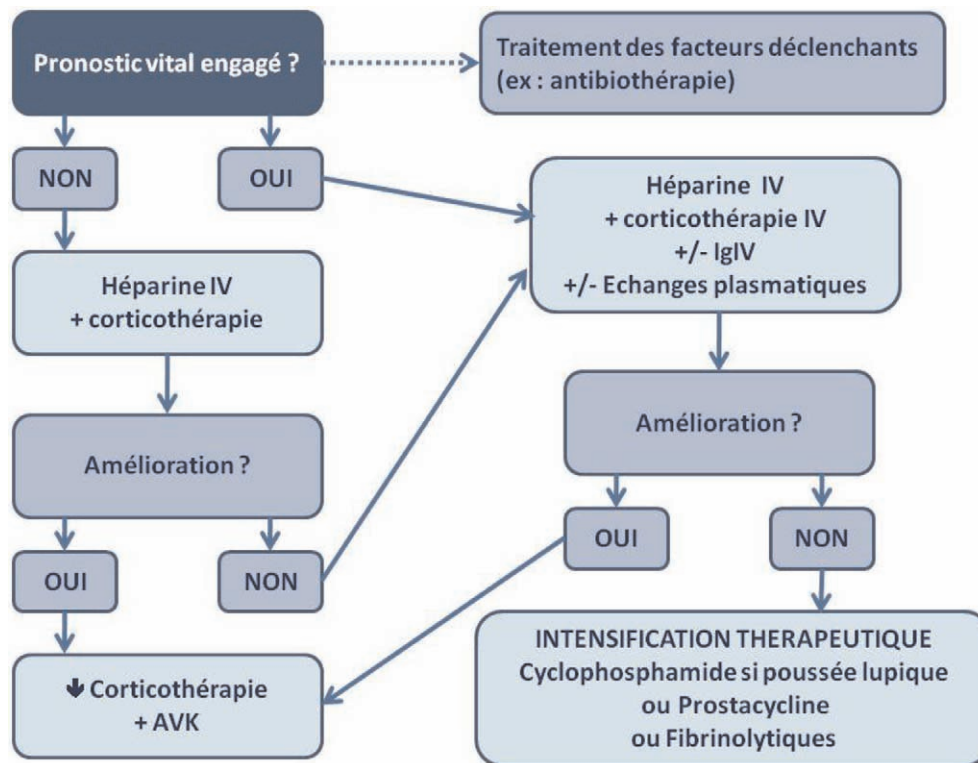 Pronostic vital engagé ?
Traitement des facteurs déclenchants
(ex : antibiothérapie)
NON
OUI
Héparine IV
+ corticothérapie IV
+/- IgIV
+/- Echanges plasmatiques
Héparine IV
+ corticothérapie
Amélioration ?
Amélioration ?
OUI
NON
OUI
NON
🡇 Corticothérapie
+ AVK
INTENSIFICATION THERAPEUTIQUE
Cyclophosphamide si poussée lupique
ou Prostacycline
ou Fibrinolytiques